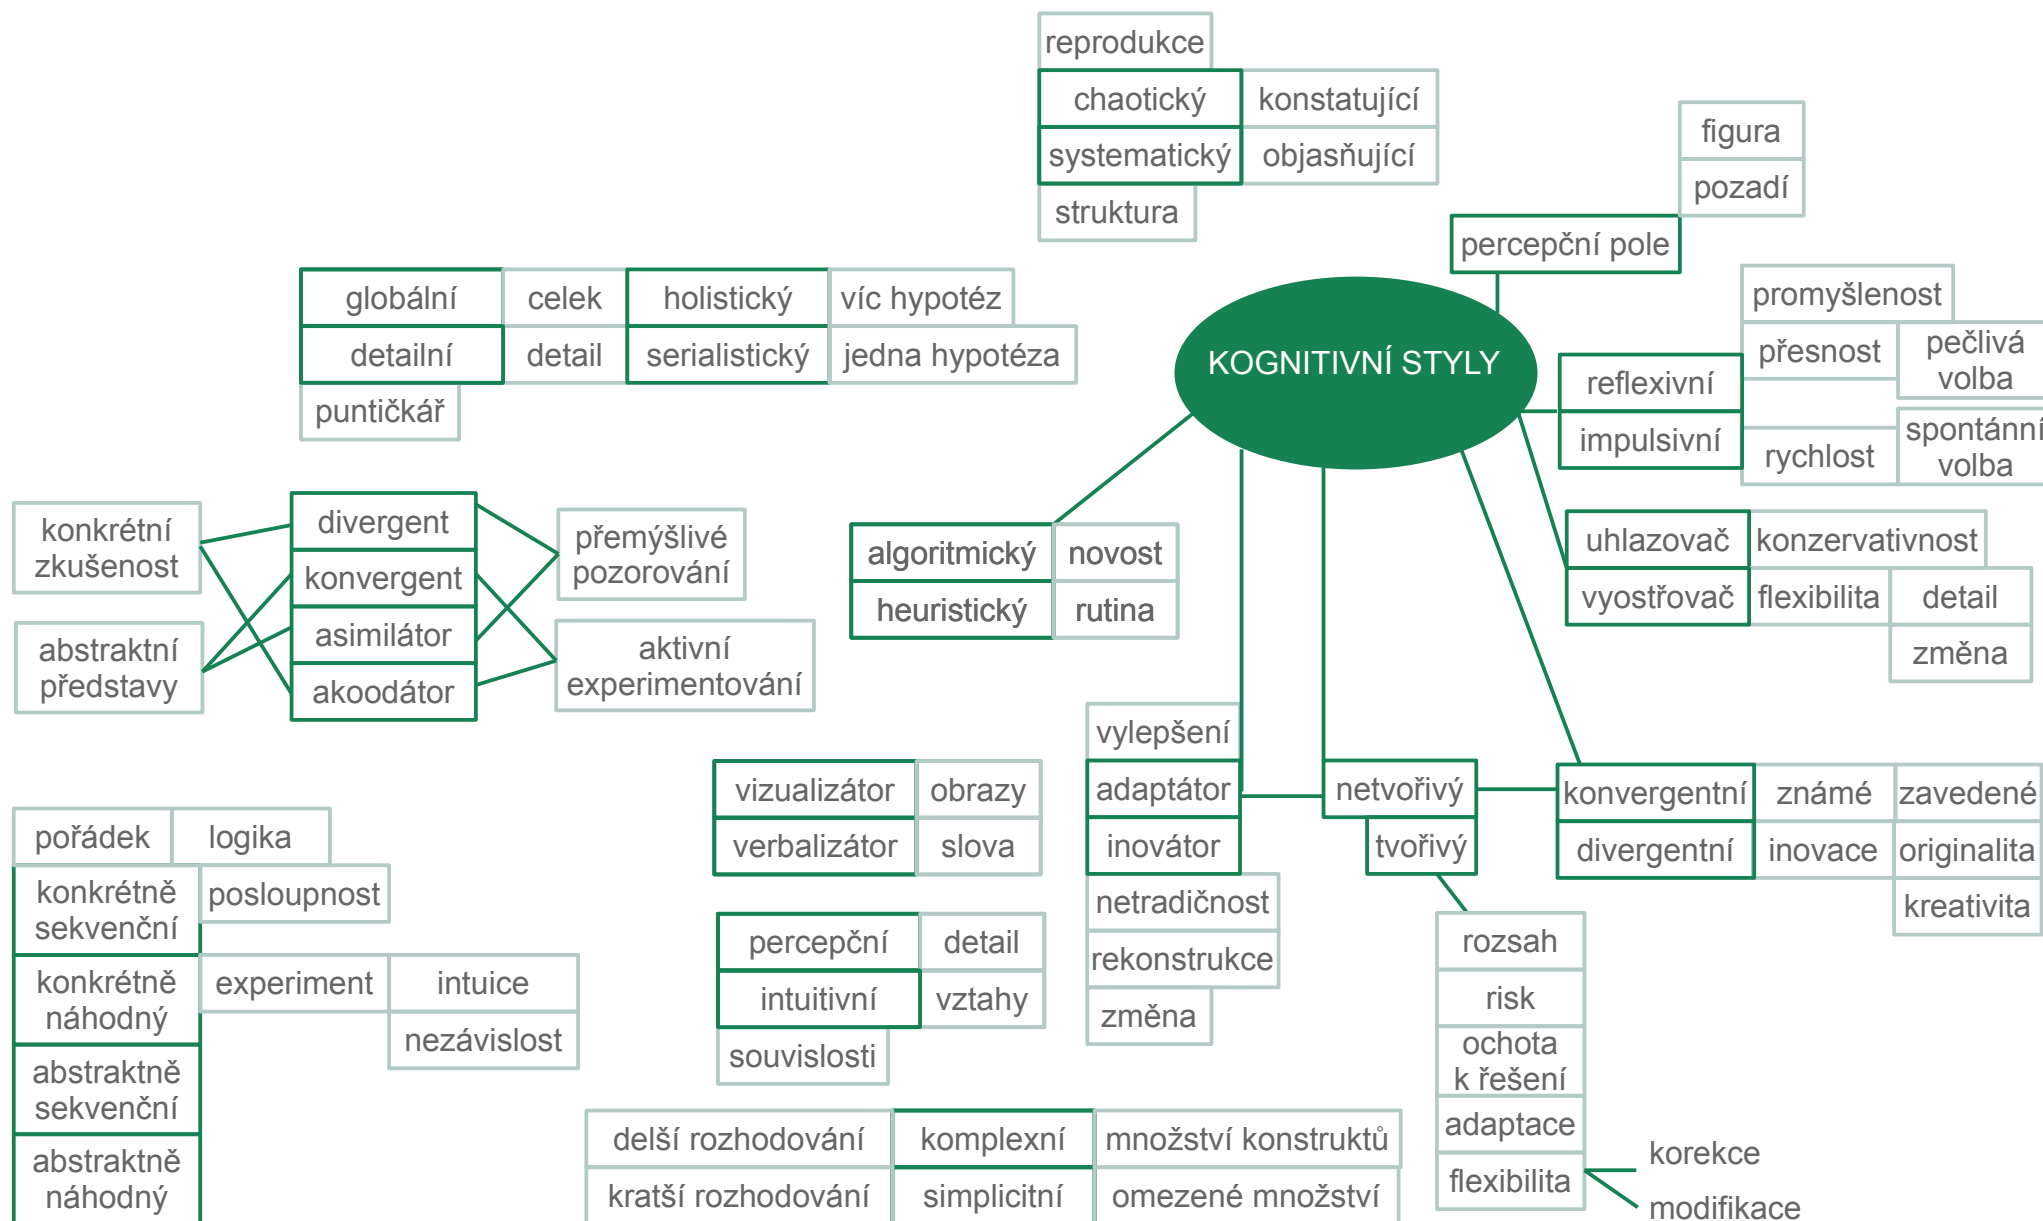 reprodukce
chaotický konstatující
systematický objasňující
struktura
figura
pozadí
percepční pole
KOGNITIVNÍ STYLY
globální celek holistický víc hypotéz
detailní detail serialistický jedna hypotéza
puntičkář
promyšlenost
přesnost
pečlivá
volba
reflexivní
impulsivní
rychlost
spontánní
volba
konkrétní
zkušenost
abstraktní
představy
divergent
konvergent
asimilátor
akoodátor
přemýšlivé
pozorování
aktivní
experimentování
algoritmický novost
heuristický rutina
uhlazovač konzervativnost
vyostřovač flexibilita detail
změna
vizualizátor obrazy
verbalizátor slova
vylepšení
adaptátor
inovátor
netradičnost
rekonstrukce
změna
netvořivý
tvořivý
konvergentní známé zavedené
divergentní inovace originalita
kreativita
pořádek logika
konkrétně
sekvenční
posloupnost
konkrétně
náhodný
experiment intuice
nezávislost
abstraktně
sekvenční
abstraktně
náhodný
percepční detail
intuitivní vztahy
souvislosti
rozsah
risk
ochota
k řešení
adaptace
flexibilita
korekce
modifikace
delší rozhodování komplexní množství konstruktů
kratší rozhodování simplicitní omezené množství